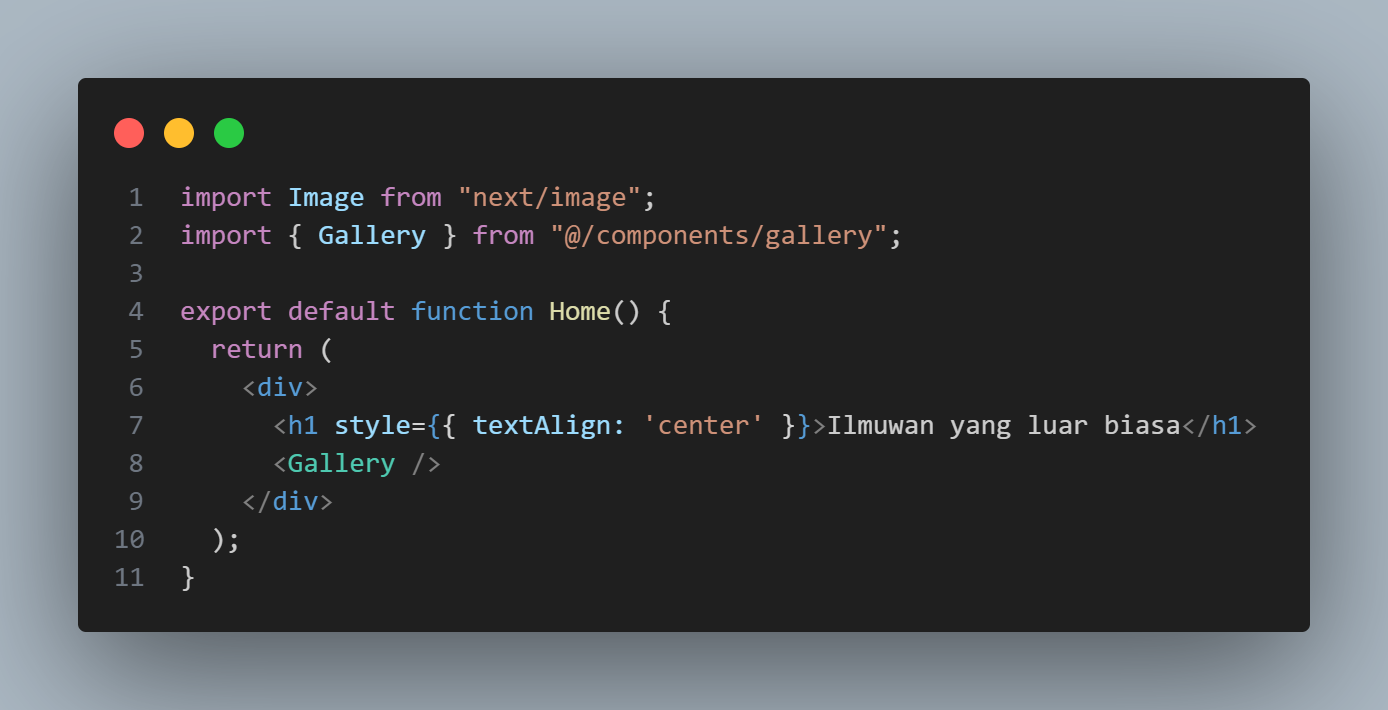 1 import Image from "next/image";
2 import { Gallery } from "@/components/gallery";
3
4 export default function Home() {
5   return (
6     <div>
7       <h1 style={{ textAlign: 'center' }}>Ilmuwan yang luar biasa</h1>
8       <Gallery />
9     </div>
10   );
11 }